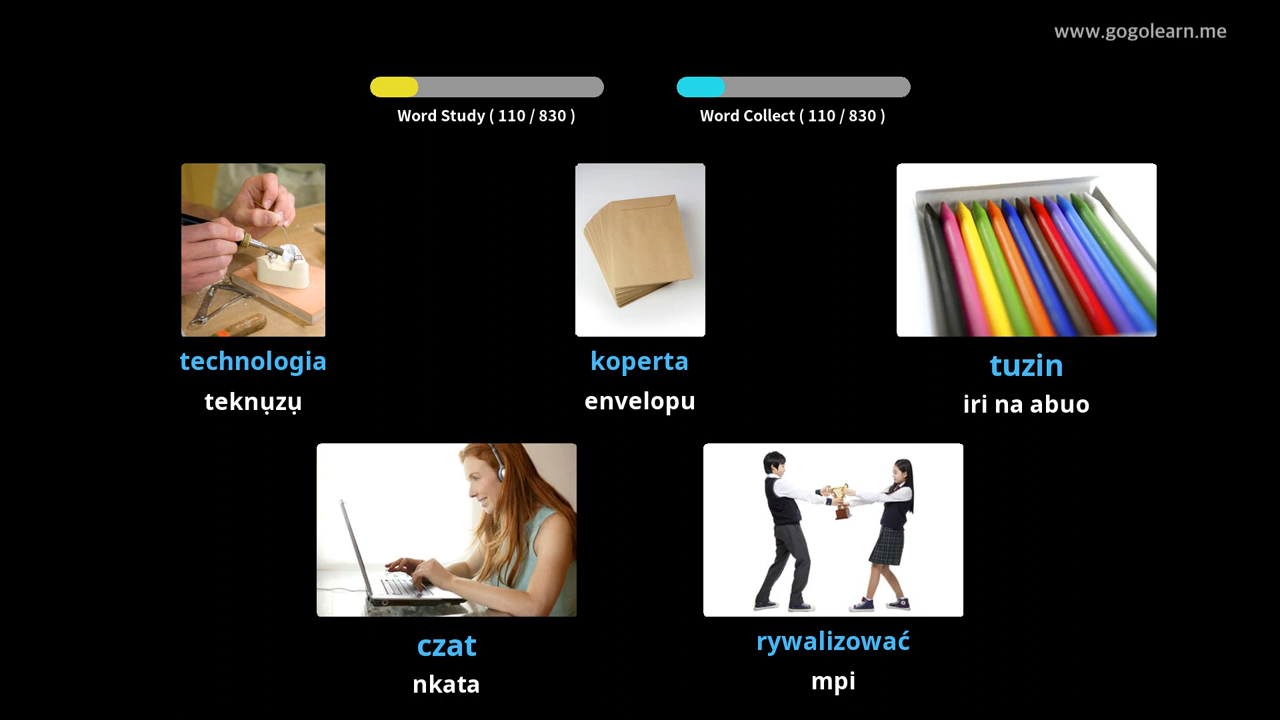 www.gogolearn.me
Word Study ( 110 / 830 )
Word Collect ( 110 / 830 )
technologia
koperta
tuzin
teknụzụ
envelopu
iri na abuo
czat
rywalizować
nkata
mpi